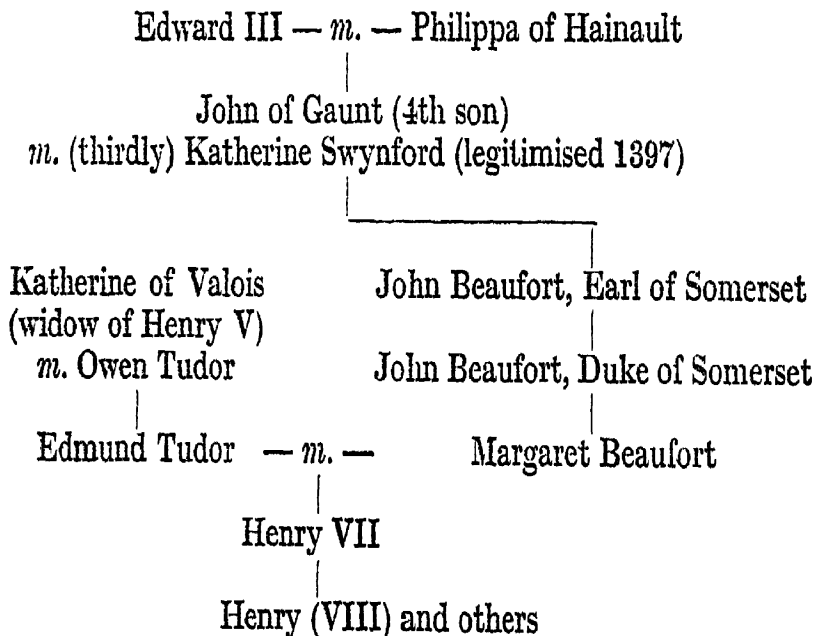 Edward III — m. — Philippa of Hainault
John of Gaunt (4th son)
m. (thirdly) Katherine Swynford (legitimised 1397)
Katherine of Valois
(widow of Henry V)
m. Owen Tudor
John Beaufort, Earl of Somerset
John Beaufort, Duke of Somerset
Edmund Tudor — m. — Margaret Beaufort
Henry VII
Henry (VIII) and others